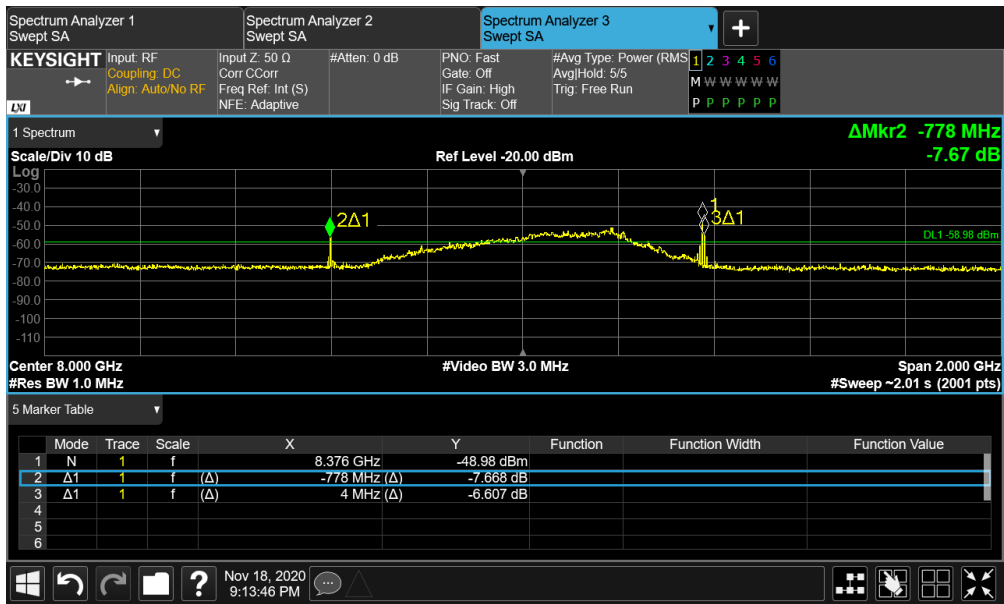 Spectrum Analyzer 1
Swept SA
Spectrum Analyzer 2
Swept SA
Spectrum Analyzer 3
Swept SA
▼
+
KEYSIGHT
LXI
Input: RF
Coupling: DC
Align: Auto/No RF
Input Z: 50 Ω
Corr CCorr
Freq Ref: Int (S)
NFE: Adaptive
#Atten: 0 dB
PNO: Fast
Gate: Off
IF Gain: High
Sig Track: Off
#Avg Type: Power (RMS
Avg|Hold: 5/5
Trig: Free Run
1 2 3 4 5 6
M W W W W W
P P P P P P
1 Spectrum ▼
ΔMkr2 -778 MHz
-7.67 dB
Scale/Div 10 dB
Ref Level -20.00 dBm
Log
-30.0
-40.0
-50.0
-60.0
-70.0
-80.0
-90.0
-100
-110
2Δ1
1
3Δ1
DL1 -58.98 dBm
Center 8.000 GHz
#Video BW 3.0 MHz
Span 2.000 GHz
#Res BW 1.0 MHz
#Sweep ~2.01 s (2001 pts)
5 Marker Table ▼
Mode Trace Scale X Y Function Function Width Function Value
1 N 1 f 8.376 GHz -48.98 dBm
2 Δ1 1 f (Δ) -778 MHz (Δ) -7.668 dB
3 Δ1 1 f (Δ) 4 MHz (Δ) -6.607 dB
4
5
6
?
Nov 18, 2020
9:13:46 PM